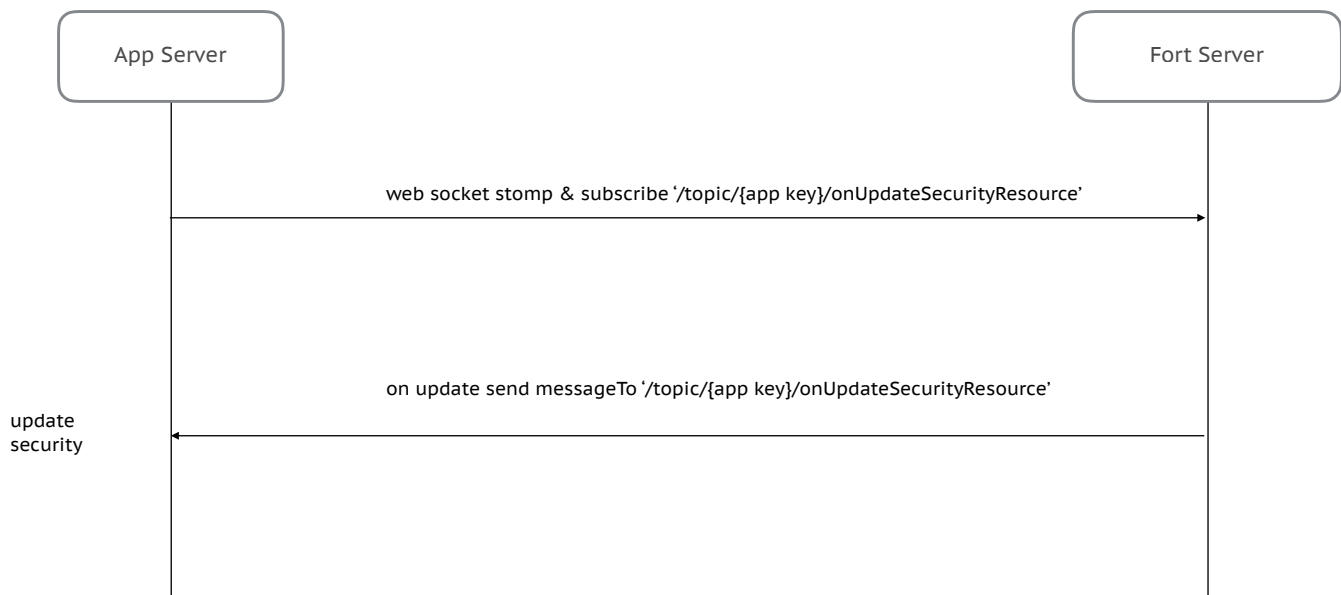 App Server
Fort Server
web socket stomp & subscribe ‘/topic/{app key}/onUpdateSecurityResource’
on update send messageTo ‘/topic/{app key}/onUpdateSecurityResource’
update
security